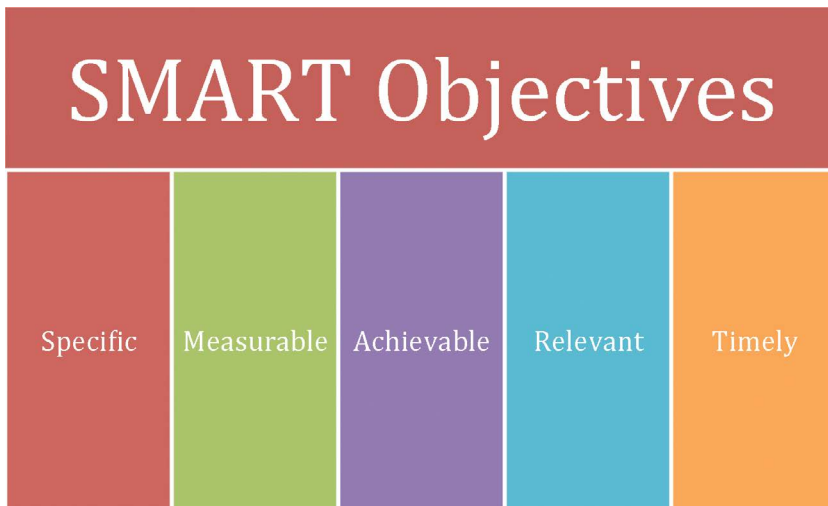 SMART Objectives
Specific
Measurable
Achievable
Relevant
Timely